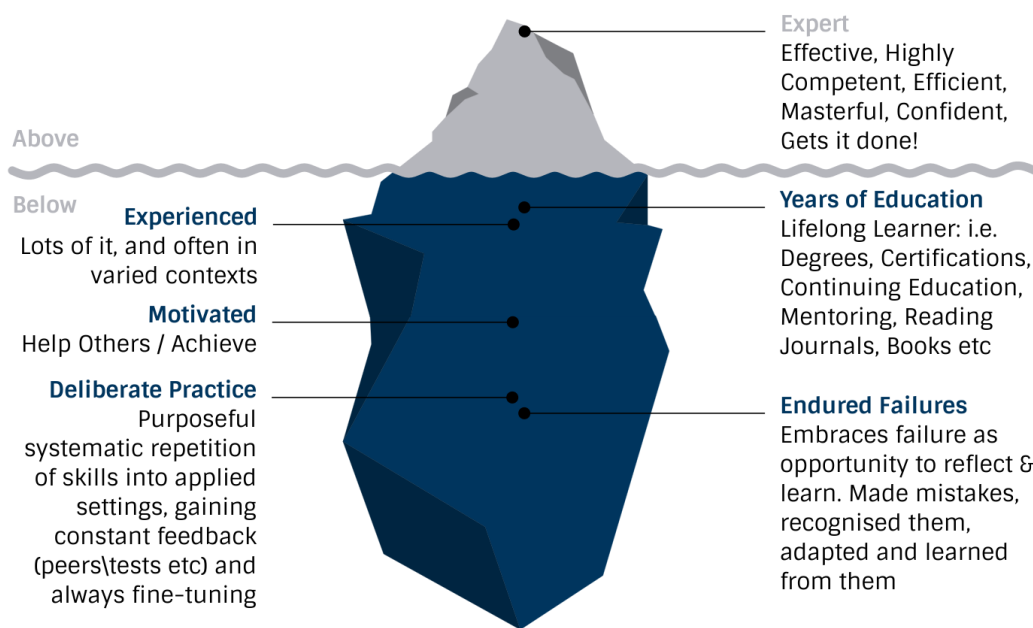 Expert
Effective, Highly
Competent, Efficient,
Masterful, Confident,
Gets it done!
Above
Below
Experienced
Lots of it, and often in
varied contexts
Motivated
Help Others / Achieve
Deliberate Practice
Purposeful
systematic repetition
of skills into applied
settings, gaining
constant feedback
(peers\tests etc) and
always fine-tuning
Years of Education
Lifelong Learner: i.e.
Degrees, Certifications,
Continuing Education,
Mentoring, Reading
Journals, Books etc
Endured Failures
Embraces failure as
opportunity to reflect &
learn. Made mistakes,
recognised them,
adapted and learned
from them